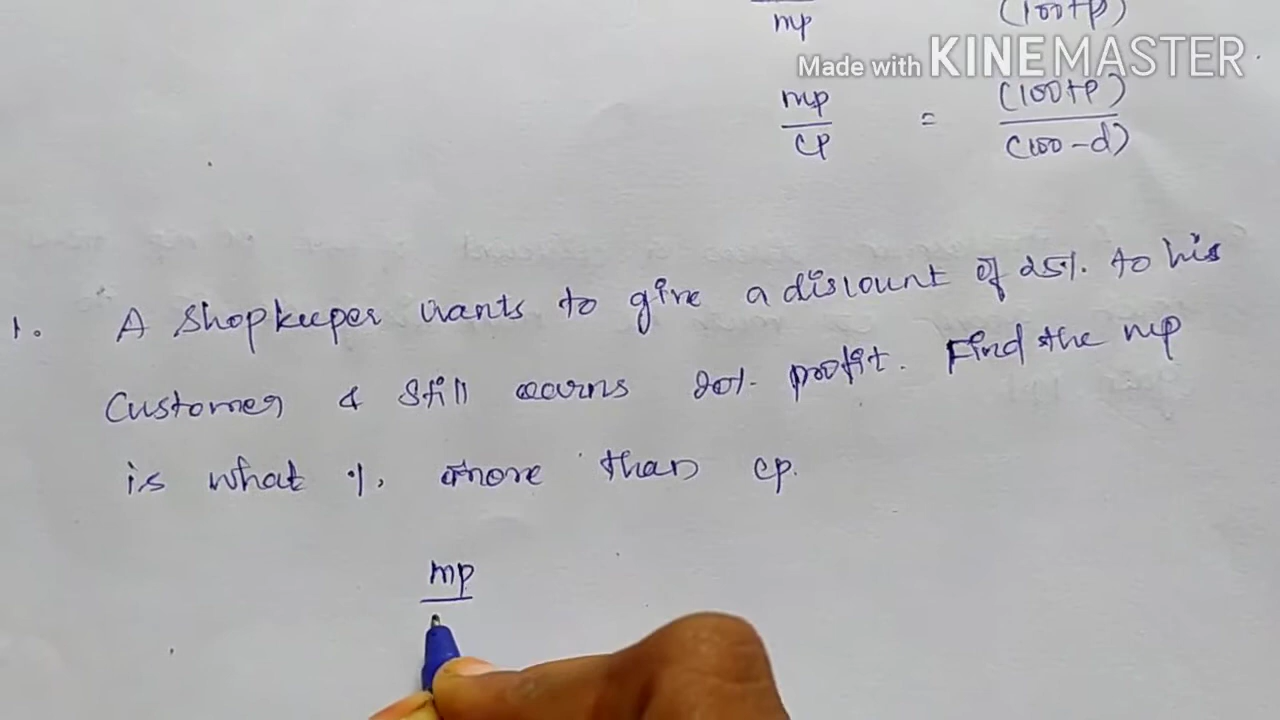 mp (100+p)
Made with KINEMASTER
mp/cp = (100+p)/(100-d)
1. A Shopkeeper wants to give a discount of 25%. to his
Customer & Still earns 20%. profit. Find the mp
is what %. more than cp.
mp